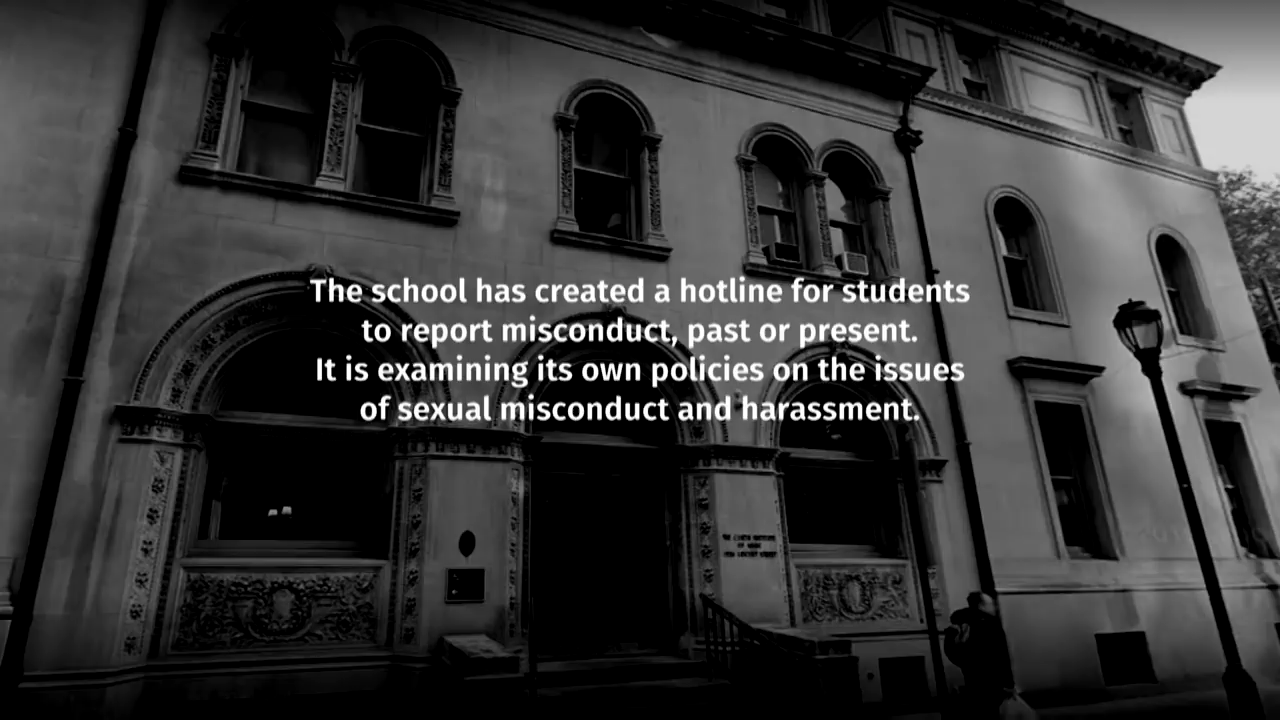 The school has created a hotline for students
to report misconduct, past or present.
It is examining its own policies on the issues
of sexual misconduct and harassment.